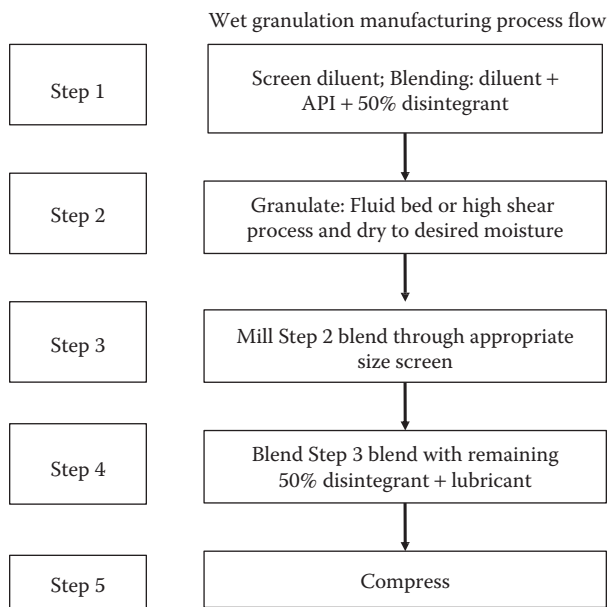 Wet granulation manufacturing process flow
Step 1
Screen diluent; Blending: diluent +
API + 50% disintegrant
Step 2
Granulate: Fluid bed or high shear
process and dry to desired moisture
Step 3
Mill Step 2 blend through appropriate
size screen
Step 4
Blend Step 3 blend with remaining
50% disintegrant + lubricant
Step 5
Compress